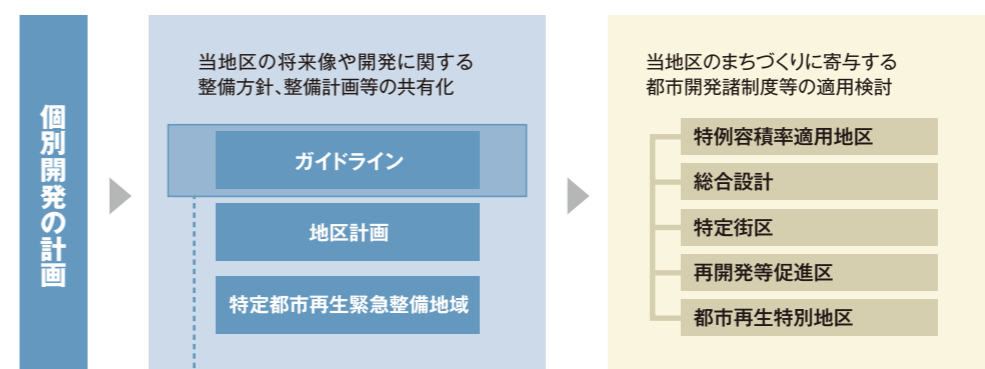 個別開発の計画
当地区の将来像や開発に関する
整備方針、整備計画等の共有化
ガイドライン
地区計画
特定都市再生緊急整備地域
当地区のまちづくりに寄与する
都市開発諸制度等の適用検討
特例容積率適用地区
総合設計
特定街区
再開発等促進区
都市再生特別地区